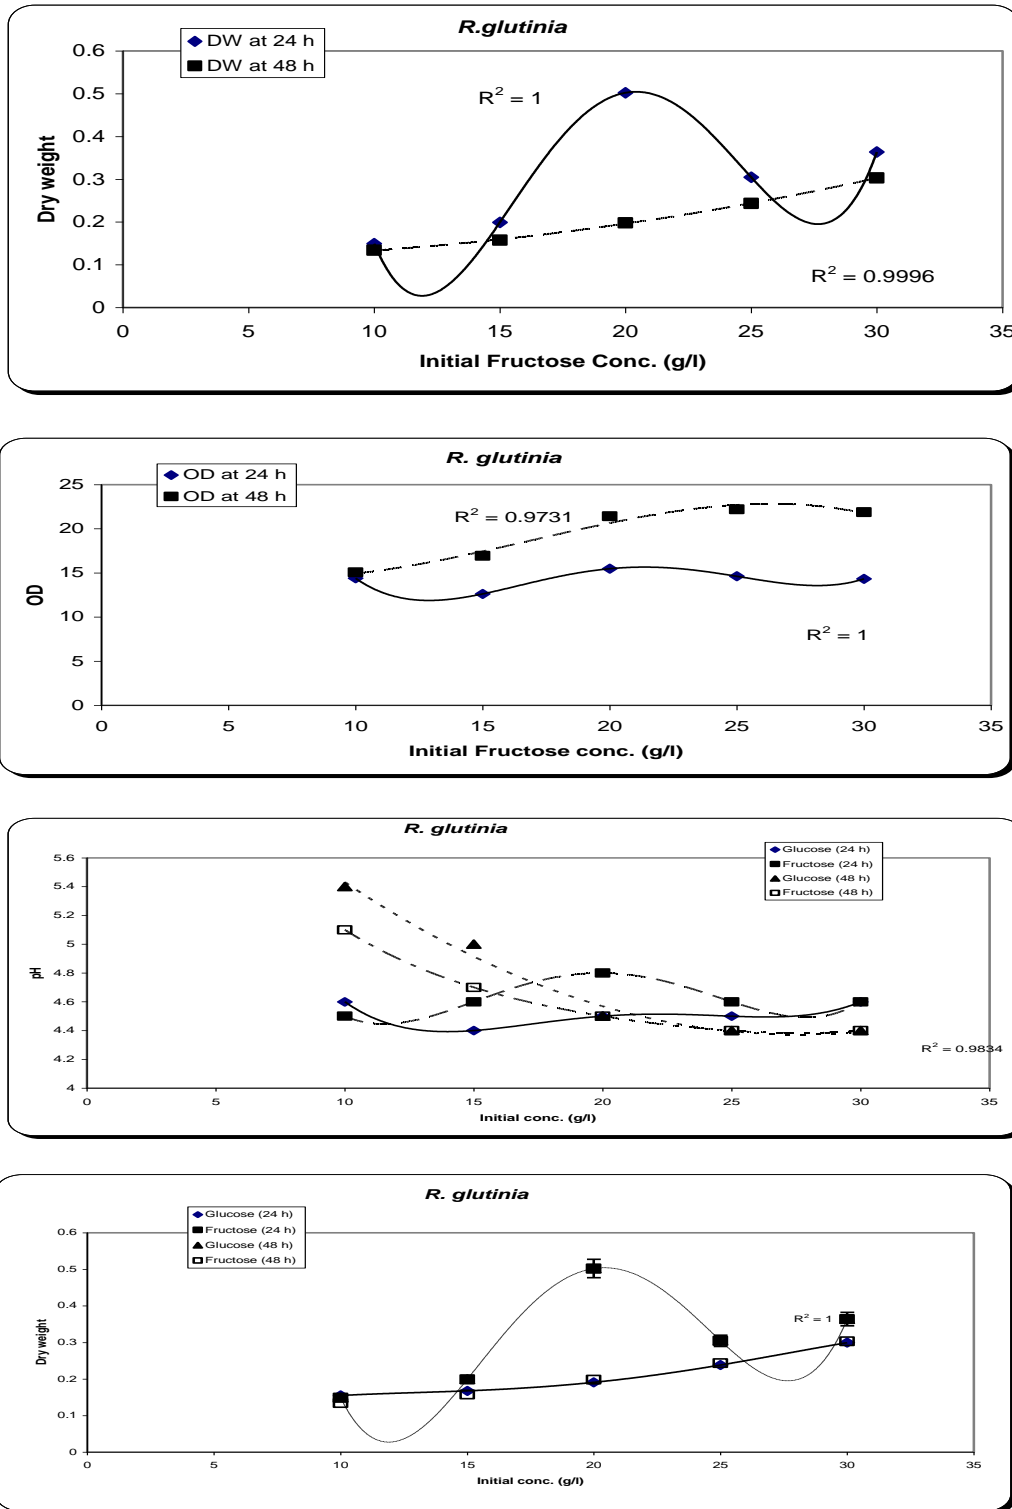 R.glutinia
DW at 24 h
DW at 48 h
R2 = 1
R2 = 0.9996
Dry weight
0.6
0.5
0.4
0.3
0.2
0.1
0
0 5 10 15 20 25 30 35
Initial Fructose Conc. (g/l)
R. glutinia
OD at 24 h
OD at 48 h
R2 = 0.9731
R2 = 1
OD
25
20
15
10
5
0
0 5 10 15 20 25 30 35
Initial Fructose conc. (g/l)
R. glutinia
Glucose (24 h)
Fructose (24 h)
Glucose (48 h)
Fructose (48 h)
pH
5.6
5.4
5.2
5
4.8
4.6
4.4
4.2
4
R2 = 0.9834
0 5 10 15 20 25 30 35
Initial conc. (g/l)
R. glutinia
Glucose (24 h)
Fructose (24 h)
Glucose (48 h)
Fructose (48 h)
Dry weight
0.6
0.5
0.4
0.3
0.2
0.1
0
R2 = 1
0 5 10 15 20 25 30 35
Initial conc. (g/l)